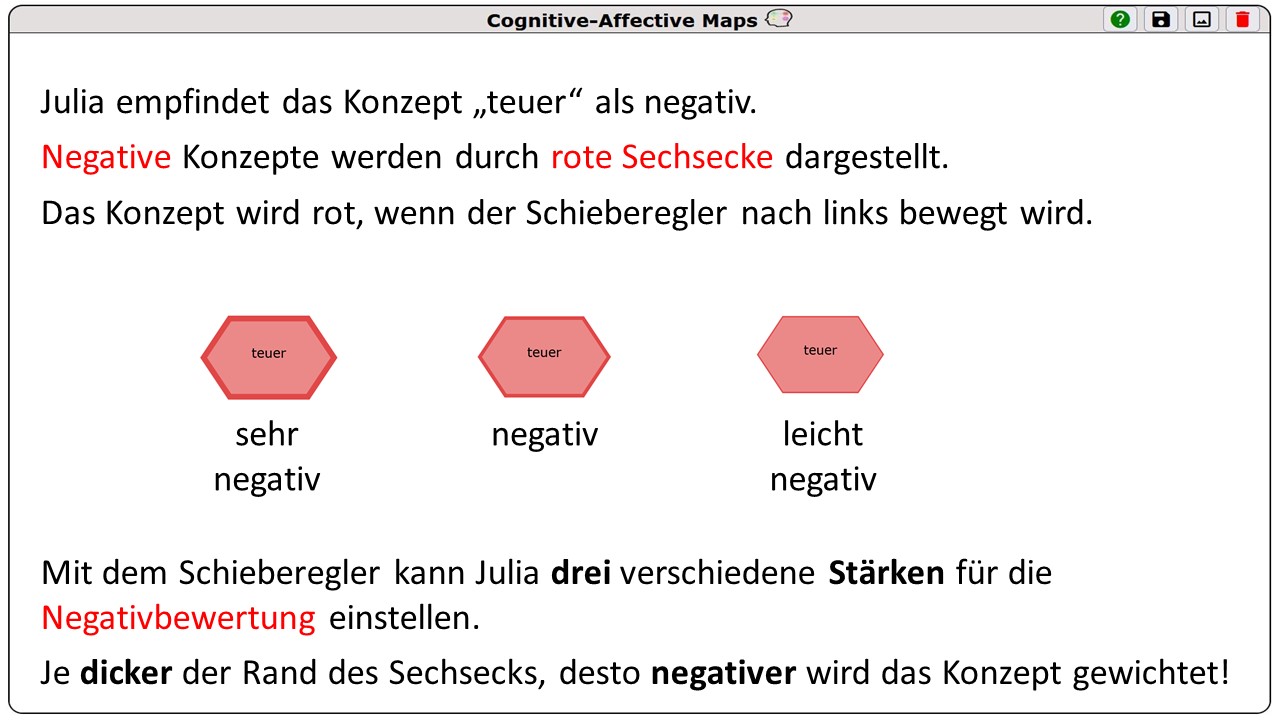 Cognitive-Affective Maps
Julia empfindet das Konzept „teuer“ als negativ.
Negative Konzepte werden durch rote Sechsecke dargestellt.
Das Konzept wird rot, wenn der Schieberegler nach links bewegt wird.
teuer teuer teuer
sehr negativ leicht
negativ negativ
Mit dem Schieberegler kann Julia drei verschiedene Stärken für die
Negativbewertung einstellen.
Je dicker der Rand des Sechsecks, desto negativer wird das Konzept gewichtet!